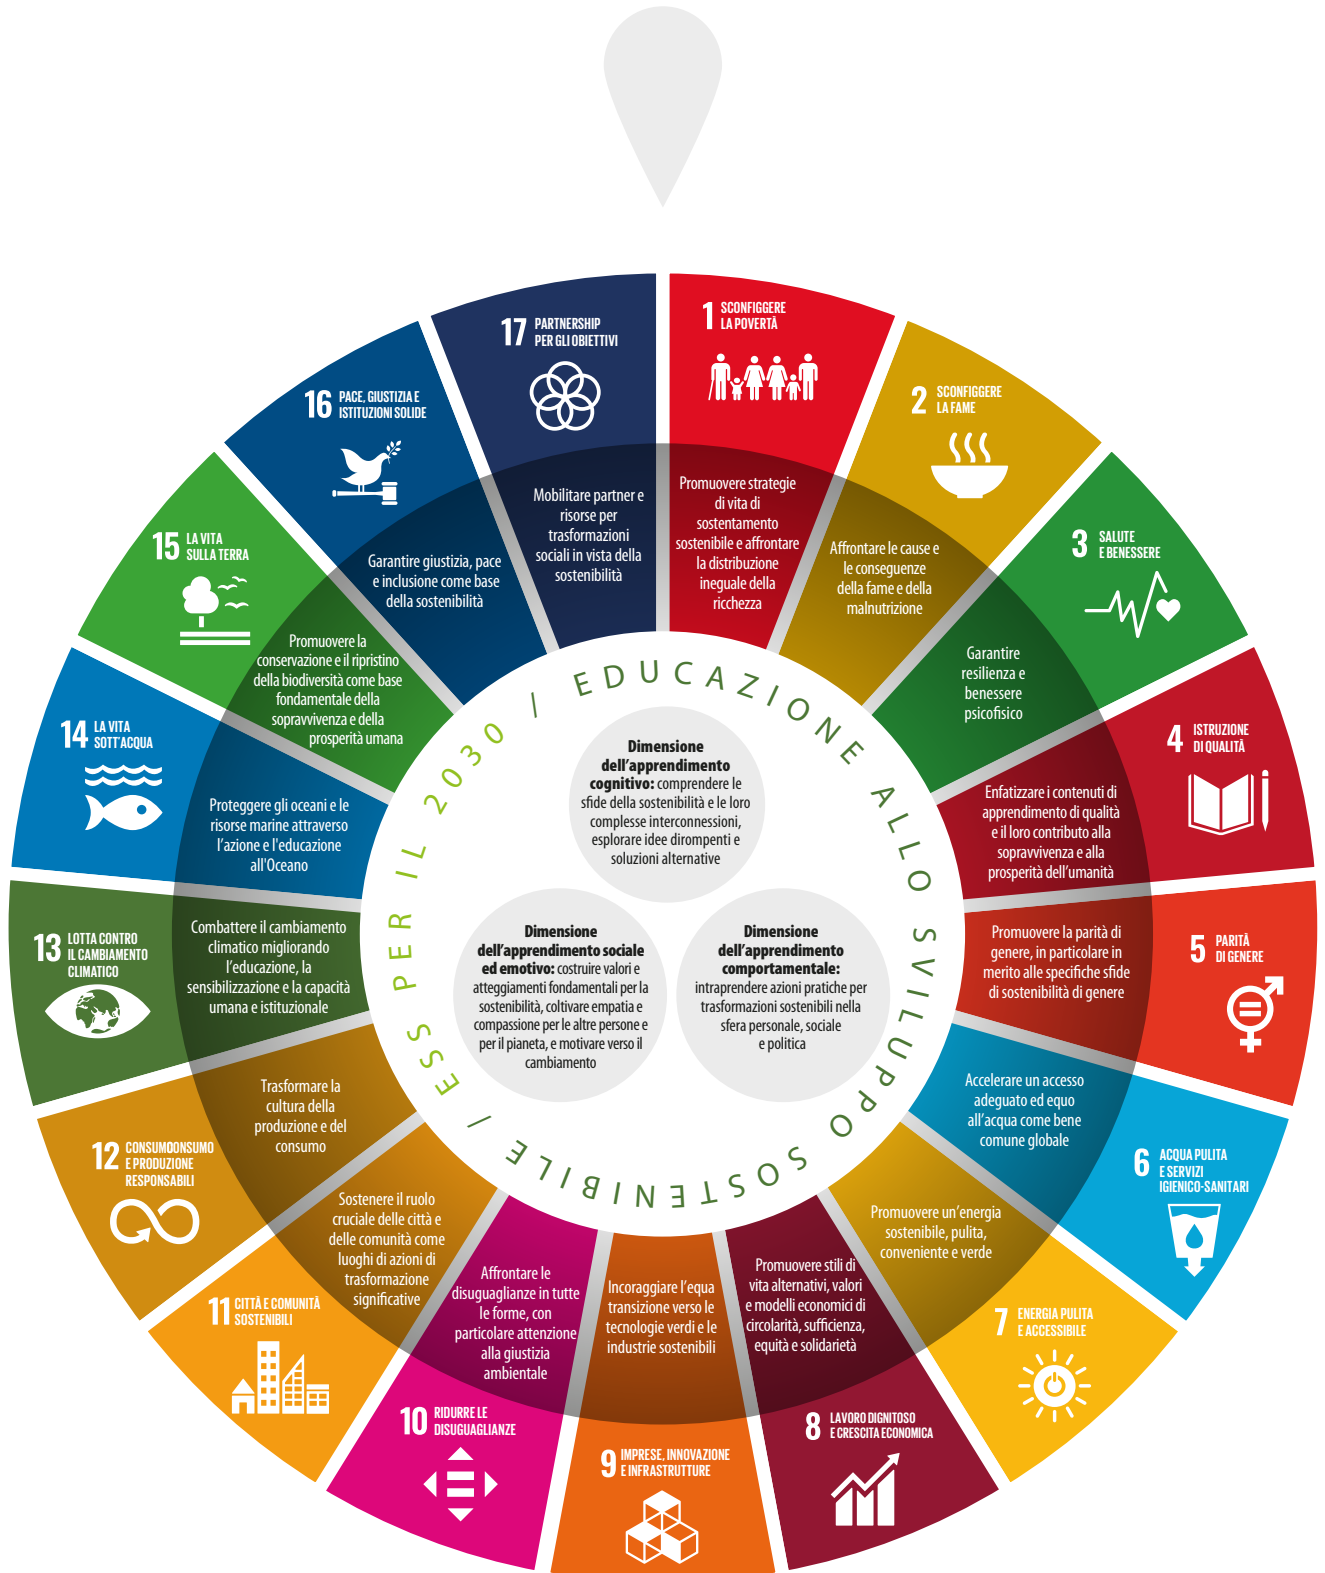 1 SCONFIGGERE
LA POVERTÀ
Promuovere strategie
di vita di
sostentamento
sostenibile e affrontare
la distribuzione
ineguale della
ricchezza
2 SCONFIGGERE
LA FAME
Affrontare le cause e
le conseguenze
della fame e della
malnutrizione
3 SALUTE
E BENESSERE
Garantire
resilienza e
benessere
psicofisico
4 ISTRUZIONE
DI QUALITÀ
Enfatizzare i contenuti di
apprendimento di qualità
e il loro contributo alla
sopravvivenza e alla
prosperità dell'umanità
5 PARITÀ
DI GENERE
Promuovere la parità di
genere, in particolare in
merito alle specifiche sfide
di sostenibilità di genere
6 ACQUA PULITA
E SERVIZI
IGIENICO-SANITARI
Accelerare un accesso
adeguato ed equo
all'acqua come bene
comune globale
7 ENERGIA PULITA
E ACCESSIBILE
Promuovere un'energia
sostenibile, pulita,
conveniente e verde
8 LAVORO DIGNITOSO
E CRESCITA ECONOMICA
Promuovere stili di
vita alternativi, valori
e modelli economici di
circolarità, sufficienza,
equità e solidarietà
9 IMPRESE, INNOVAZIONE
E INFRASTRUTTURE
Incoraggiare l'equa
transizione verso le
tecnologie verdi e le
industrie sostenibili
10 RIDURRE LE
DISUGUAGLIANZE
Affrontare le
disuguaglianze in tutte
le forme, con
particolare attenzione
alla giustizia
ambientale
11 CITTÀ E COMUNITÀ
SOSTENIBILI
Sostenere il ruolo
cruciale delle città e
delle comunità come
luoghi di azioni di
trasformazione
significative
12 CONSUMOONSUMO
E PRODUZIONE
RESPONSABILI
Trasformare la
cultura della
produzione e del
consumo
13 LOTTA CONTRO
IL CAMBIAMENTO
CLIMATICO
Combattere il cambiamento
climatico migliorando
l'educazione, la
sensibilizzazione e la capacità
umana e istituzionale
14 LA VITA
SOTT'ACQUA
Proteggere gli oceani e le
risorse marine attraverso
l'azione e l'educazione
all'Oceano
15 LA VITA
SULLA TERRA
Promuovere la
conservazione e il ripristino
della biodiversità come base
fondamentale della
sopravvivenza e della
prosperità umana
16 PACE, GIUSTIZIA E
ISTITUZIONI SOLIDE
Garantire giustizia, pace
e inclusione come base
della sostenibilità
17 PARTNERSHIP
PER GLI OBIETTIVI
Mobilitare partner e
risorse per
trasformazioni
sociali in vista della
sostenibilità
/ EDUCAZIONE ALLO SVILUPPO SOSTENIBILE / ESS PER IL 2030
Dimensione
dell'apprendimento
cognitivo: comprendere le
sfide della sostenibilità e le loro
complesse interconnessioni,
esplorare idee dirompenti e
soluzioni alternative
Dimensione
dell'apprendimento sociale
ed emotivo: costruire valori e
atteggiamenti fondamentali per la
sostenibilità, coltivare empatia e
compassione per le altre persone e
per il pianeta, e motivare verso il
cambiamento
Dimensione
dell'apprendimento
comportamentale:
intraprendere azioni pratiche per
trasformazioni sostenibili nella
sfera personale, sociale
e politica